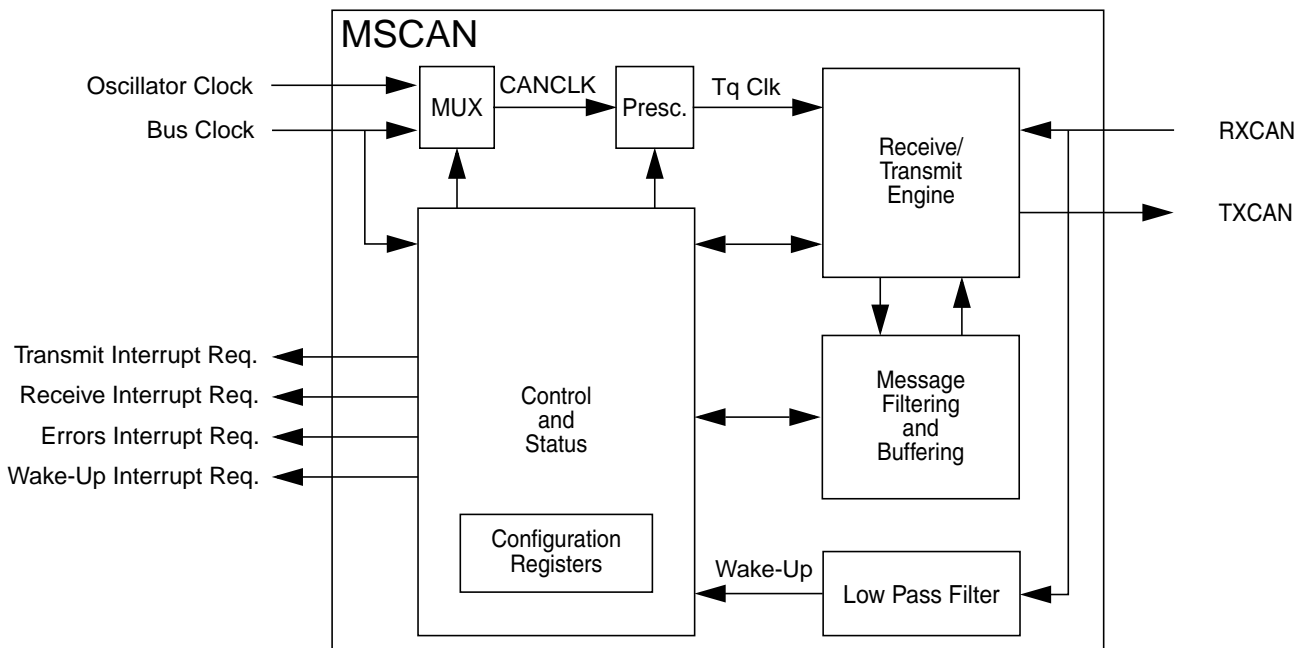 MSCAN
Oscillator Clock
Bus Clock
MUX
CANCLK
Presc.
Tq Clk
Receive/
Transmit
Engine
RXCAN
TXCAN
Transmit Interrupt Req.
Receive Interrupt Req.
Errors Interrupt Req.
Wake-Up Interrupt Req.
Control
and
Status
Message
Filtering
and
Buffering
Configuration
Registers
Wake-Up
Low Pass Filter